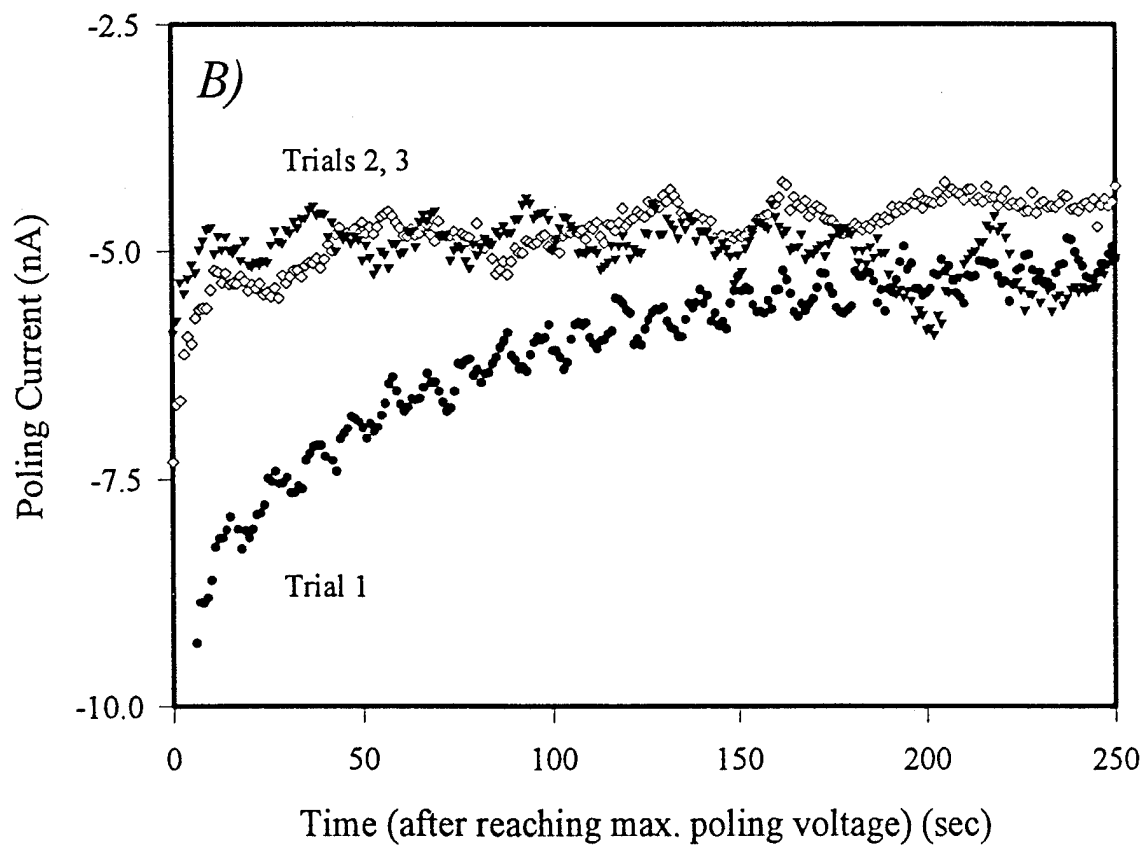 -2.5
B)
Trials 2, 3
-5.0
Poling Current (nA)
-7.5
Trial 1
-10.0
0 50 100 150 200 250
Time (after reaching max. poling voltage) (sec)